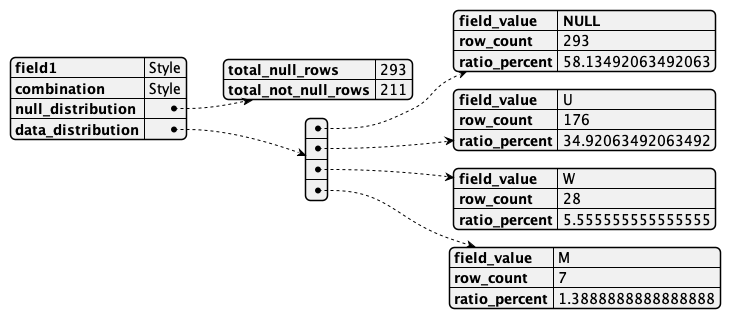 field1 Style
combination Style
null_distribution
data_distribution
total_null_rows 293
total_not_null_rows 211
field_value NULL
row_count 293
ratio_percent 58.13492063492063
field_value U
row_count 176
ratio_percent 34.92063492063492
field_value W
row_count 28
ratio_percent 5.555555555555555
field_value M
row_count 7
ratio_percent 1.3888888888888888